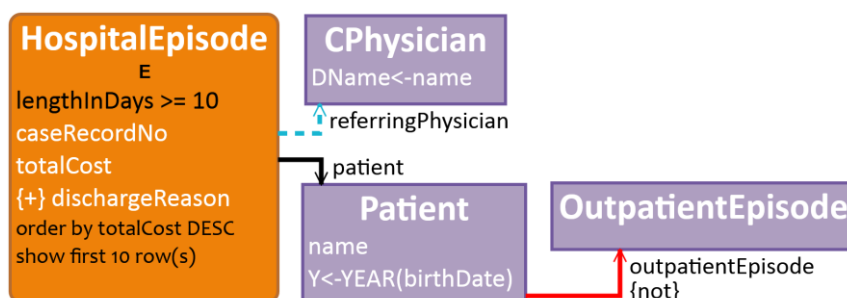 HospitalEpisode
E
lengthInDays >= 10
caseRecordNo
totalCost
{+} dischargeReason
order by totalCost DESC
show first 10 row(s)
CPhysician
DName<-name
referringPhysician
patient
Patient
name
Y<-YEAR(birthDate)
OutpatientEpisode
outpatientEpisode
{not}